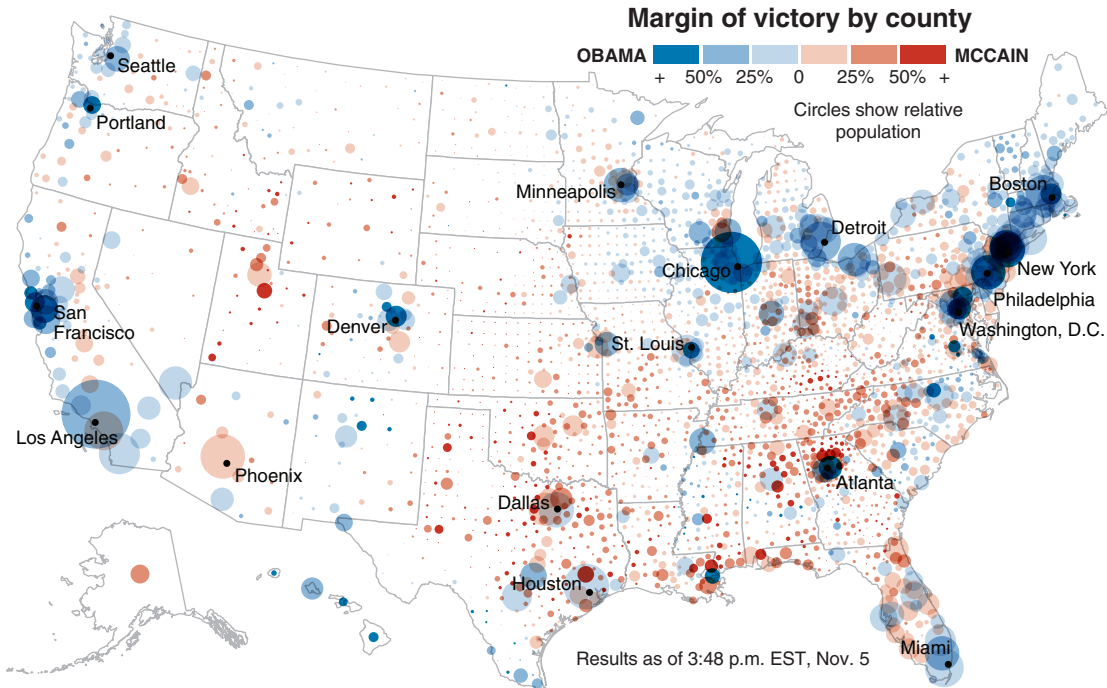 Margin of victory by county
OBAMA MCCAIN
+ 50% 25% 0 25% 50% +
Circles show relative
population
Seattle
Portland
Minneapolis
Boston
Detroit
Chicago
New York
Philadelphia
Washington, D.C.
San
Francisco
Denver
St. Louis
Los Angeles
Phoenix
Atlanta
Dallas
Houston
Miami
Results as of 3:48 p.m. EST, Nov. 5